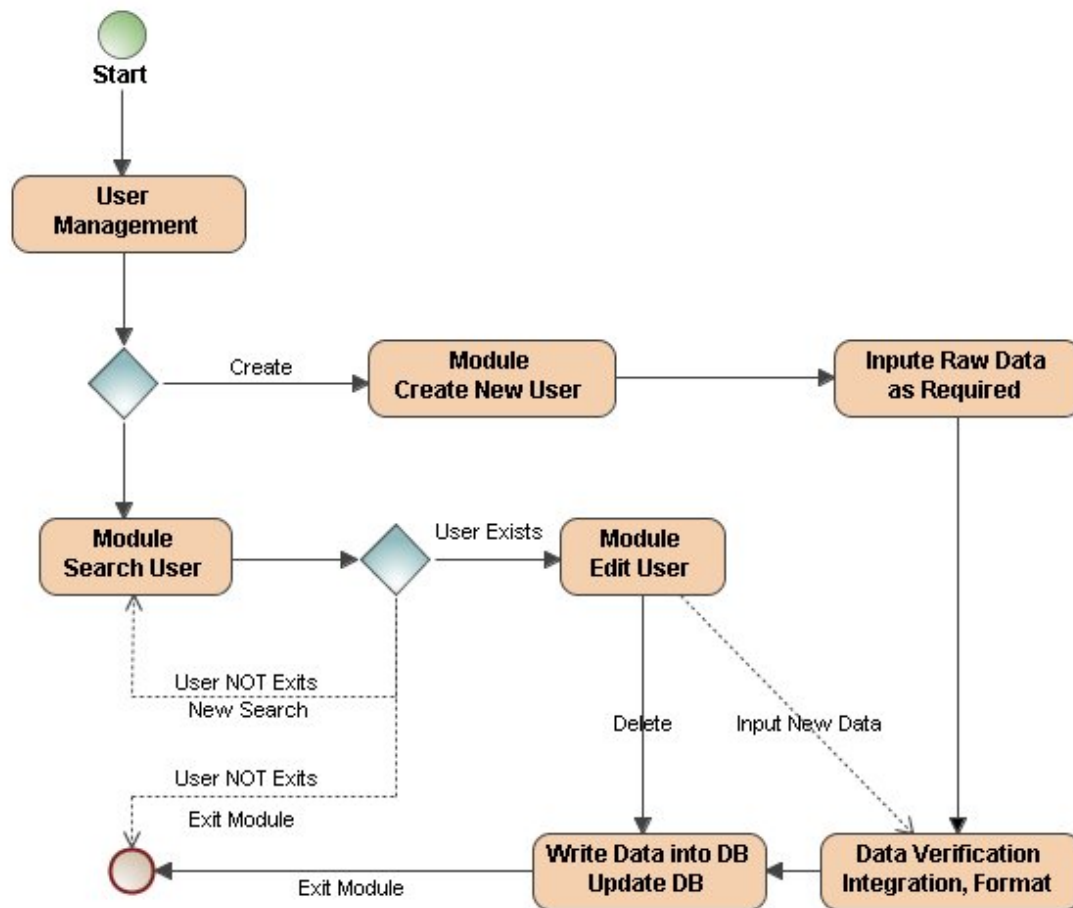 Start
User
Management
Create
Module
Create New User
Inpute Raw Data
as Required
Module
Search User
User Exists
Module
Edit User
User NOT Exits
New Search
Delete
Input New Data
User NOT Exits
Exit Module
Write Data into DB
Update DB
Data Verification
Integration, Format
Exit Module